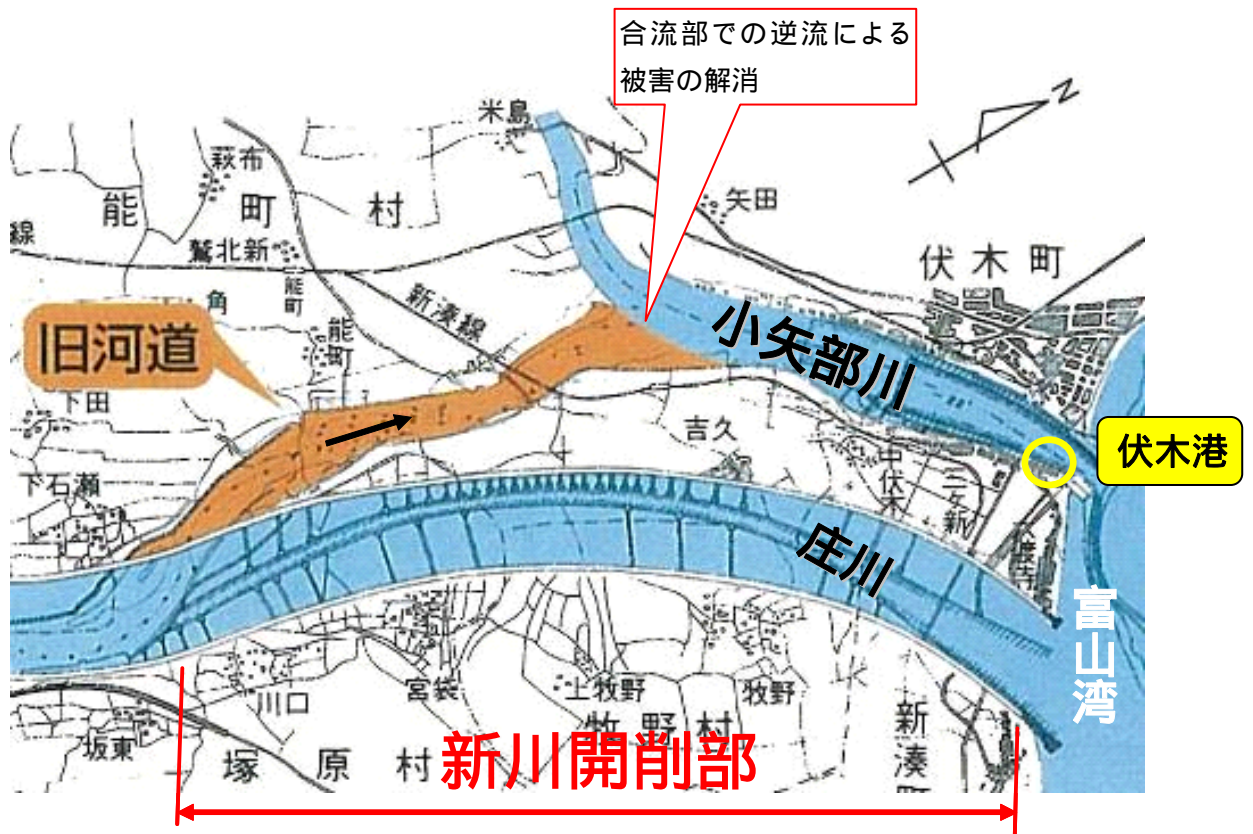 合流部での逆流による
被害の解消
N
米島
萩布
能町村
矢田
線
鷲北新
伏木町
能町
角
新湊線
小矢部川
旧河道
能町
下田
吉久
伏木港
中伏木
下石瀬
庄川
富山湾
川口
宮袋
上牧野
牧野
牧野村
新湊町
坂東
塚原村
新川開削部